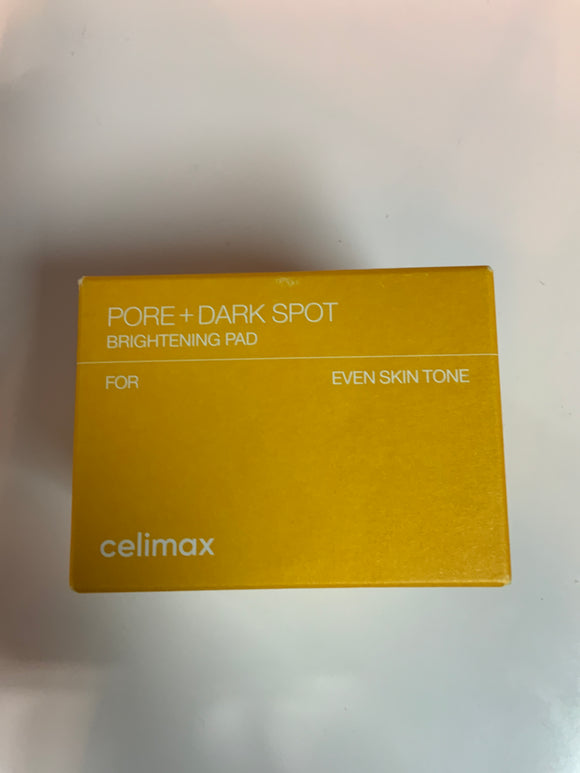 PORE + DARK SPOT
BRIGHTENING PAD
FOR EVEN SKIN TONE
celimax